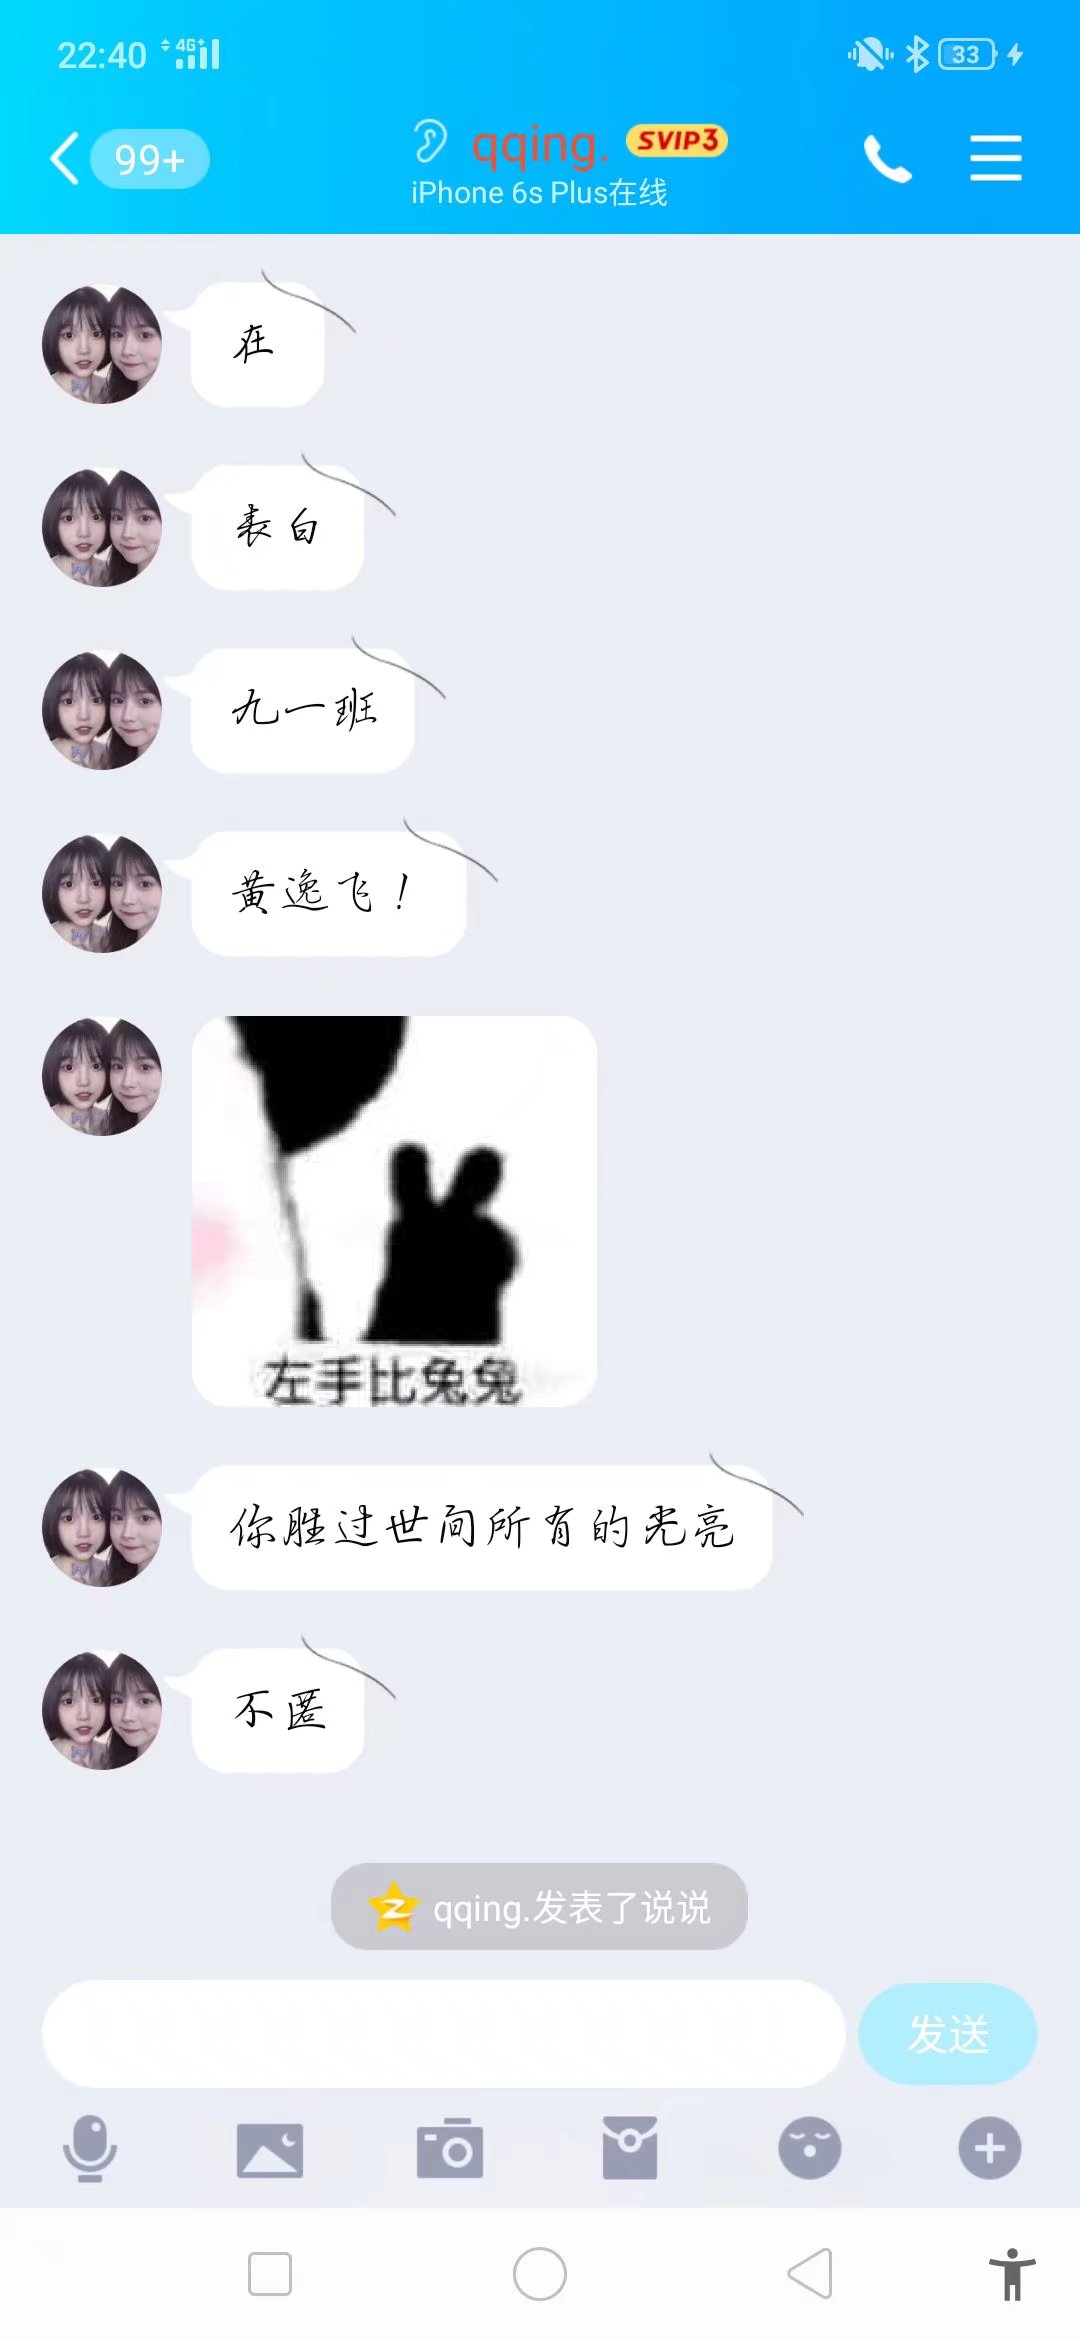 22:40 4G+ 33
99+ qqing. SVIP3
iPhone 6s Plus在线
在
表白
九一班
黄逸飞！
左手比兔兔
你胜过世间所有的光亮
不匿
qqing.发表了说说
发送